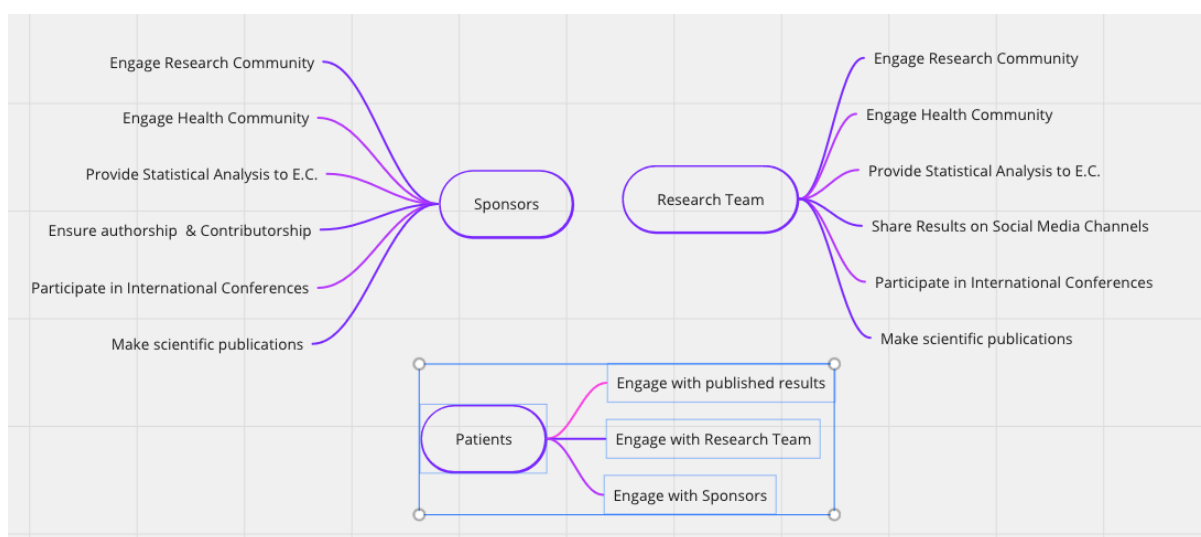 Engage Research Community
Engage Health Community
Provide Statistical Analysis to E.C.
Ensure authorship & Contributorship
Participate in International Conferences
Make scientific publications
Sponsors
Research Team
Engage Research Community
Engage Health Community
Provide Statistical Analysis to E.C.
Share Results on Social Media Channels
Participate in International Conferences
Make scientific publications
Patients
Engage with published results
Engage with Research Team
Engage with Sponsors